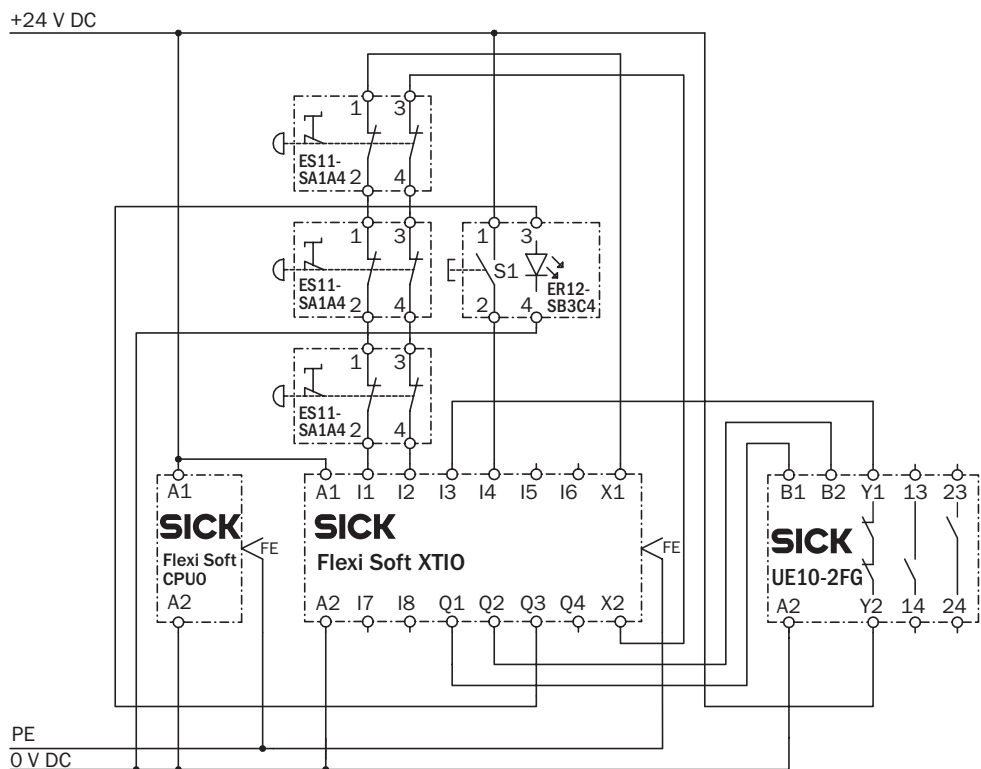 +24 V DC
1 3
ES11-
SA1A4 2 4
1 3
ES11-
SA1A4 2 4
1 3
S1
ER12-
SB3C4
2 4
1 3
ES11-
SA1A4 2 4
A1
SICK
Flexi Soft
CPU0
A2
FE
A1 I1 I2 I3 I4 I5 I6 X1
SICK
Flexi Soft XTIO
A2 I7 I8 Q1 Q2 Q3 Q4 X2
FE
B1 B2 Y1 13 23
SICK
UE10-2FG
A2 Y2 14 24
PE
0 V DC